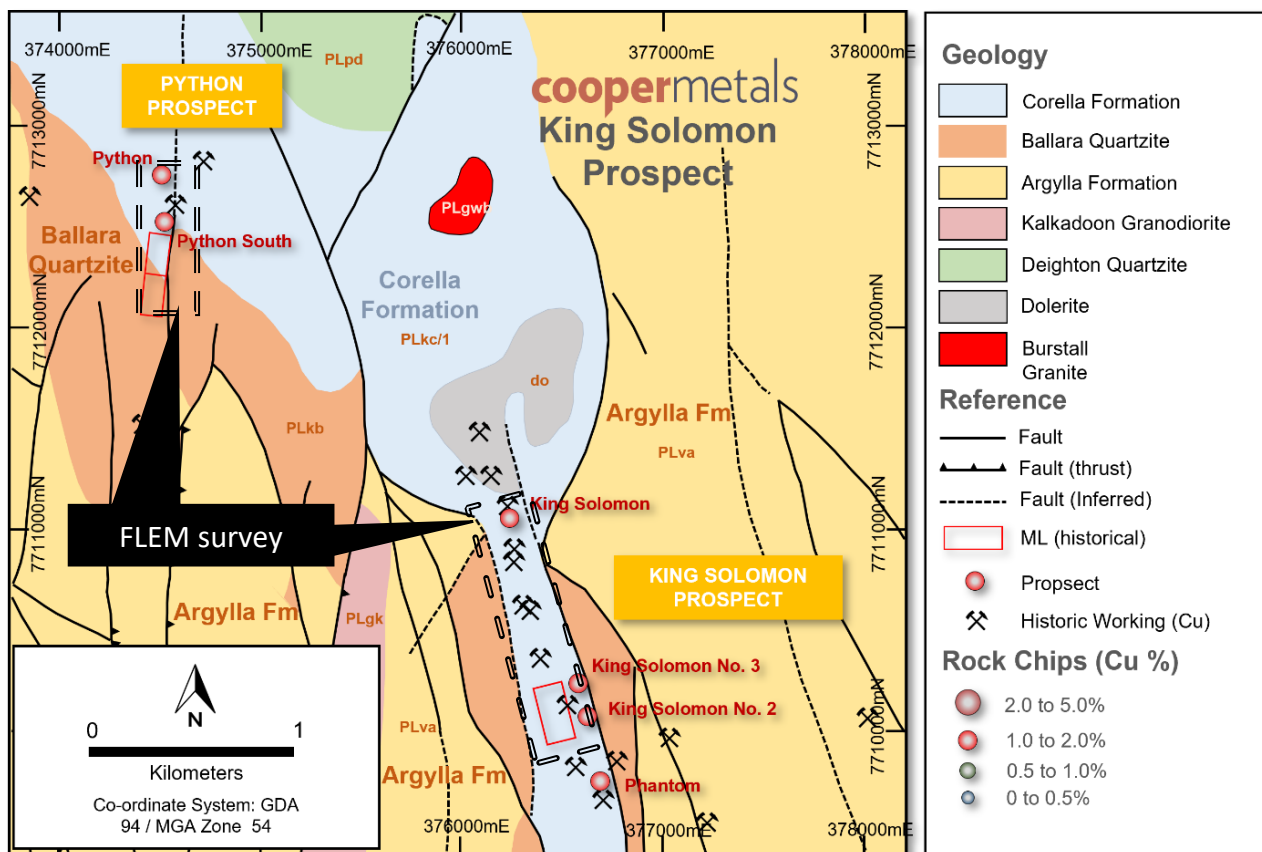 374000mE
375000mE
376000mE
377000mE
378000mE
PLpd
PYTHON
PROSPECT
coopermetals
King Solomon
Prospect
7713000mN
7713000mN
Python
PLgwb
Python South
Ballara
Quartzite
Corella
Formation
PLkc/1
7712000mN
7712000mN
do
Argylla Fm
PLva
PLkb
King Solomon
7711000mN
7711000mN
FLEM survey
KING SOLOMON
PROSPECT
Argylla Fm
PLgk
King Solomon No. 3
King Solomon No. 2
PLva
7710000mN
Argylla Fm
Phantom
376000mE
377000mE
378000mE
N
0
1
Kilometers
Co-ordinate System: GDA
94 / MGA Zone 54
Geology
Corella Formation
Ballara Quartzite
Argylla Formation
Kalkadoon Granodiorite
Deighton Quartzite
Dolerite
Burstall
Granite
Reference
Fault
Fault (thrust)
Fault (Inferred)
ML (historical)
Propsect
Historic Working (Cu)
Rock Chips (Cu %)
2.0 to 5.0%
1.0 to 2.0%
0.5 to 1.0%
0 to 0.5%